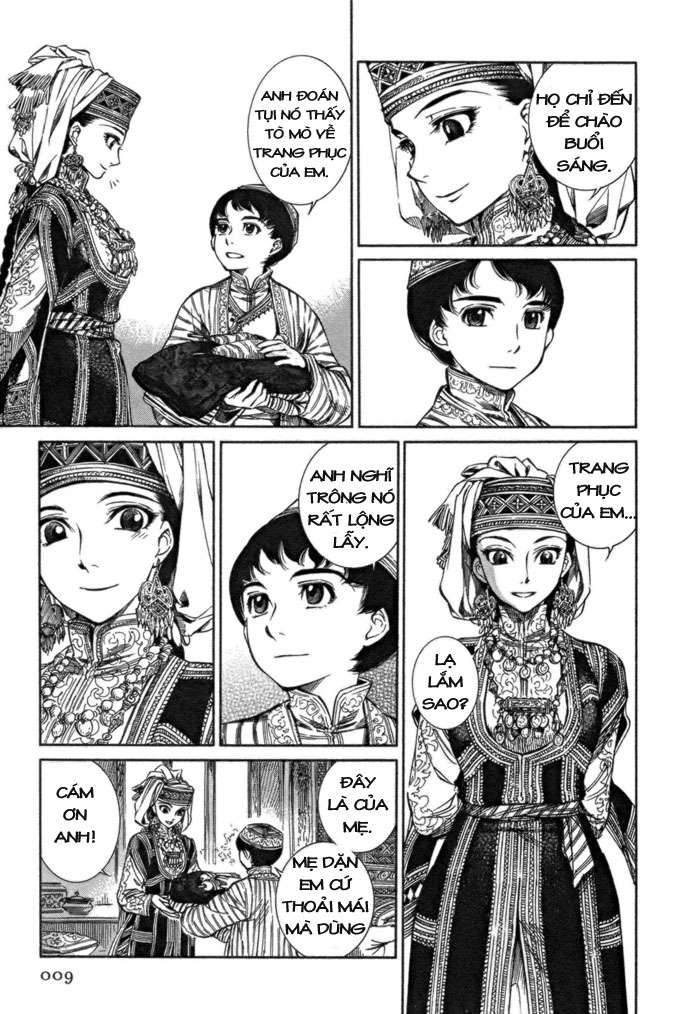 HỌ CHỈ ĐẾN
ĐỂ CHÀO
BUỔI
SÁNG.
ANH ĐOÁN
TỤI NÓ THẤY
TÒ MÒ VỀ
TRANG PHỤC
CỦA EM.
TRANG
PHỤC
CỦA EM...
LẠ
LẮM
SAO?
ANH NGHĨ
TRÔNG NÓ
RẤT LỘNG
LẪY.
ĐÂY
LÀ CỦA
MẸ.
MẸ DẶN
EM CỨ
THOẢI MÁI
MÀ DÙNG
CÁM
ƠN
ANH!
009